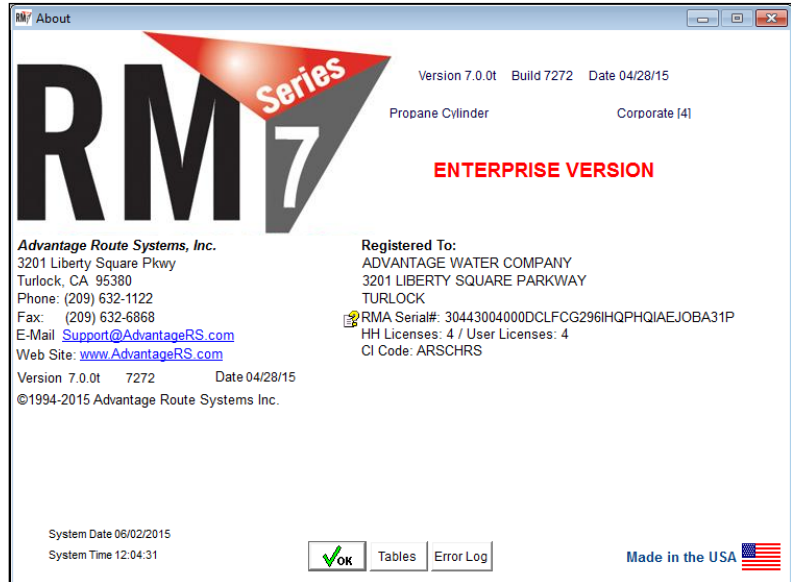 RM7 About
RM 7 Series
Version 7.0.0t Build 7272 Date 04/28/15
Propane Cylinder Corporate [4]
ENTERPRISE VERSION
Advantage Route Systems, Inc.
3201 Liberty Square Pkwy
Turlock, CA 95380
Phone: (209) 632-1122
Fax: (209) 632-6868
E-Mail Support@AdvantageRS.com
Web Site: www.AdvantageRS.com
Version 7.0.0t 7272 Date 04/28/15
©1994-2015 Advantage Route Systems Inc.
Registered To:
ADVANTAGE WATER COMPANY
3201 LIBERTY SQUARE PARKWAY
TURLOCK
RMA Serial#: 30443004000DCLFCG296IHQPHQIAEJOBA31P
HH Licenses: 4 / User Licenses: 4
CI Code: ARSCHRS
System Date 06/02/2015
System Time 12:04:31
OK Tables Error Log
Made in the USA